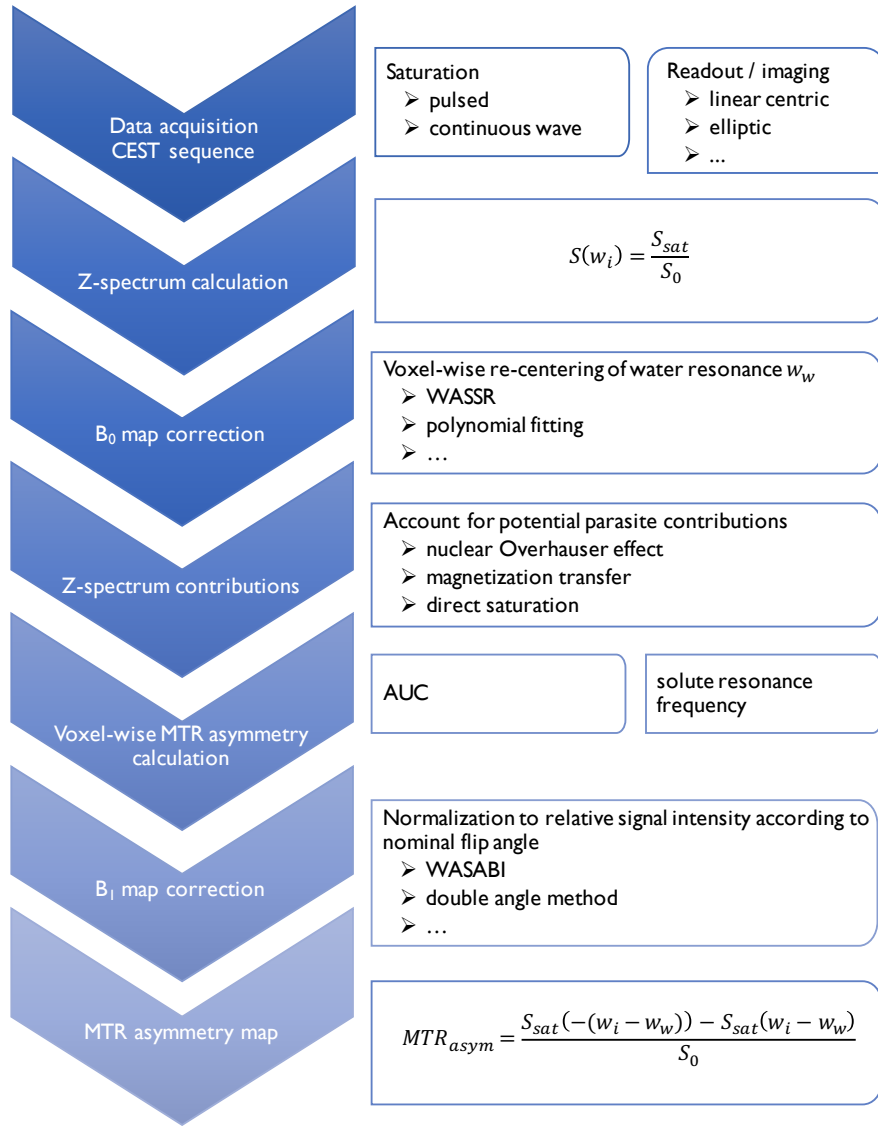 Data acquisition
CEST sequence
Saturation
➢ pulsed
➢ continuous wave
Readout / imaging
➢ linear centric
➢ elliptic
➢ ...
Z-spectrum calculation
S(w_i) = S_sat / S_0
B_0 map correction
Voxel-wise re-centering of water resonance w_w
➢ WASSR
➢ polynomial fitting
➢ ...
Z-spectrum contributions
Account for potential parasite contributions
➢ nuclear Overhauser effect
➢ magnetization transfer
➢ direct saturation
Voxel-wise MTR asymmetry
calculation
AUC
solute resonance
frequency
B_1 map correction
Normalization to relative signal intensity according to
nominal flip angle
➢ WASABI
➢ double angle method
➢ ...
MTR asymmetry map
MTR_asym = (S_sat(-(w_i - w_w)) - S_sat(w_i - w_w)) / S_0